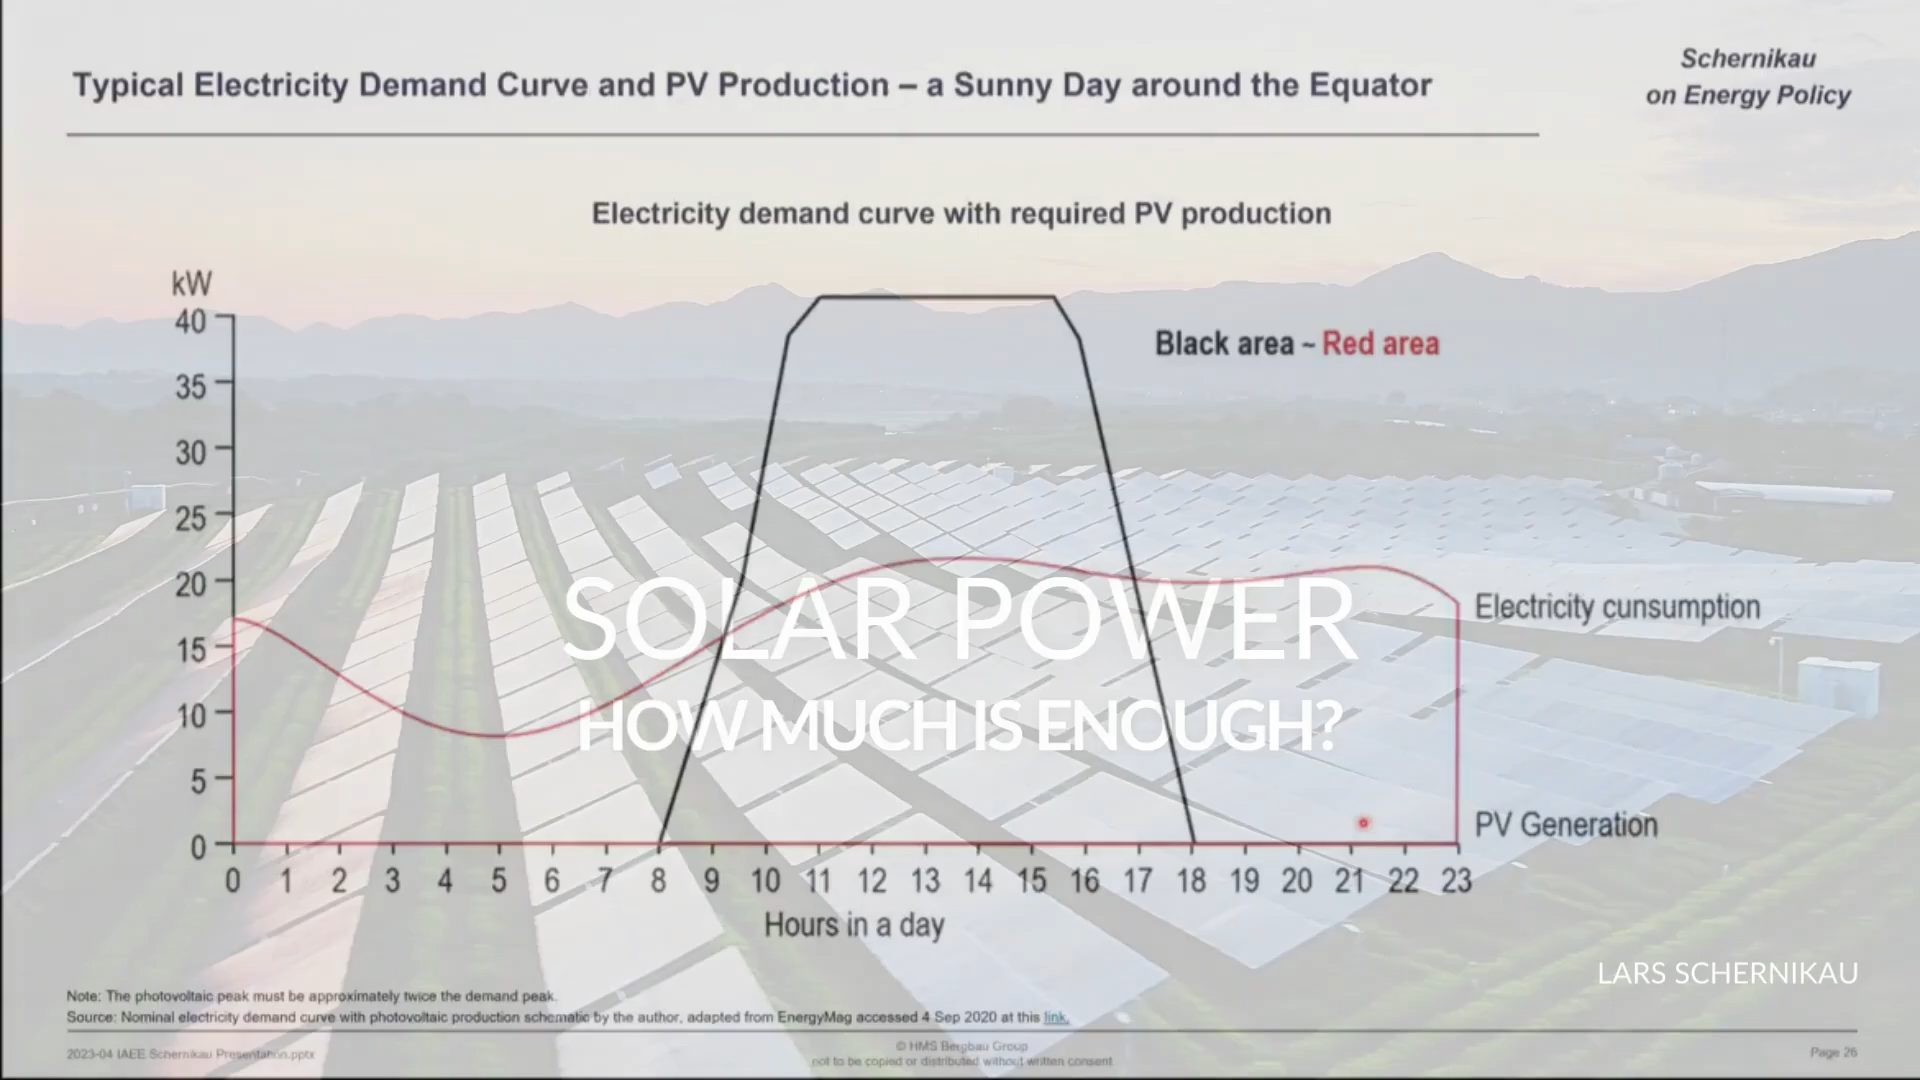 Schernikau
on Energy Policy
Typical Electricity Demand Curve and PV Production – a Sunny Day around the Equator
Electricity demand curve with required PV production
kW
40
35
30
25
20
15
10
5
0
Black area ~ Red area
SOLAR POWER
HOW MUCH IS ENOUGH?
Electricity cunsumption
PV Generation
0 1 2 3 4 5 6 7 8 9 10 11 12 13 14 15 16 17 18 19 20 21 22 23
Hours in a day
LARS SCHERNIKAU
Note: The photovoltaic peak must be approximately twice the demand peak.
Source: Nominal electricity demand curve with photovoltaic production schematic by the author, adapted from EnergyMag accessed 4 Sep 2020 at this link.
2023-04 IAEE Schernikau Presentation.pptx
© HMS Bergbau Group
not to be copied or distributed without written consent
Page 26